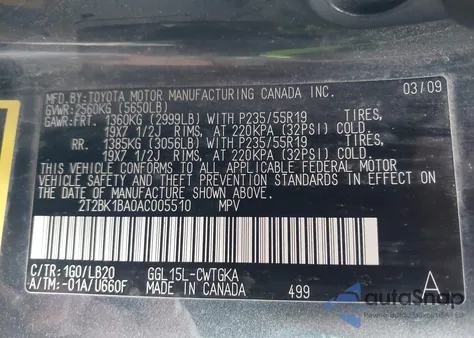 MFD.BY:TOYOTA MOTOR MANUFACTURING CANADA INC. 03/09
GVWR:2560KG (5650LB)
GAWR:FRT. 1360KG (2999LB) WITH P235/55R19 TIRES,
19X7 1/2J RIMS, AT 220KPA (32PSI) COLD.
RR. 1385KG (3056LB) WITH P235/55R19 TIRES,
19X7 1/2J RIMS, AT 220KPA (32PSI) COLD.
THIS VEHICLE CONFORMS TO ALL APPLICABLE FEDERAL MOTOR
VEHICLE SAFETY AND THEFT PREVENTION STANDARDS IN EFFECT ON
THE DATE OF MANUFACTURE SHOWN ABOVE.
2T2BK1BA0AC005510 MPV
C/TR:1G0/LB20 GGL15L-CWTGKA A
A/TM:-01A/U660F MADE IN CANADA 499
autoSnap